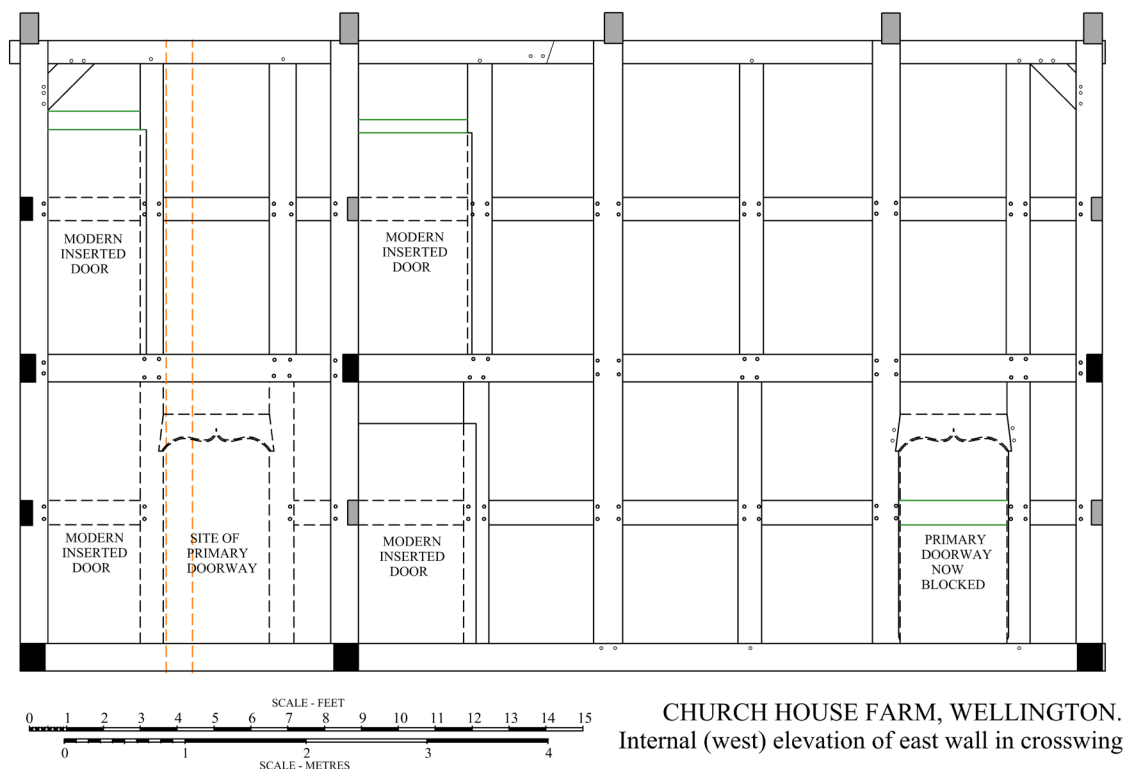 MODERN
INSERTED
DOOR
MODERN
INSERTED
DOOR
MODERN
INSERTED
DOOR
SITE OF
PRIMARY
DOORWAY
MODERN
INSERTED
DOOR
PRIMARY
DOORWAY
NOW
BLOCKED
SCALE - FEET
0 1 2 3 4 5 6 7 8 9 10 11 12 13 14 15
0 1 2 3 4
SCALE - METRES
CHURCH HOUSE FARM, WELLINGTON.
Internal (west) elevation of east wall in crosswing